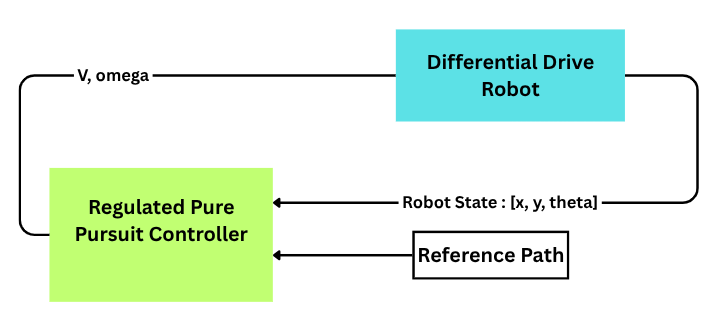 Differential Drive
Robot
V, omega
Regulated Pure
Pursuit Controller
Robot State : [x, y, theta]
Reference Path